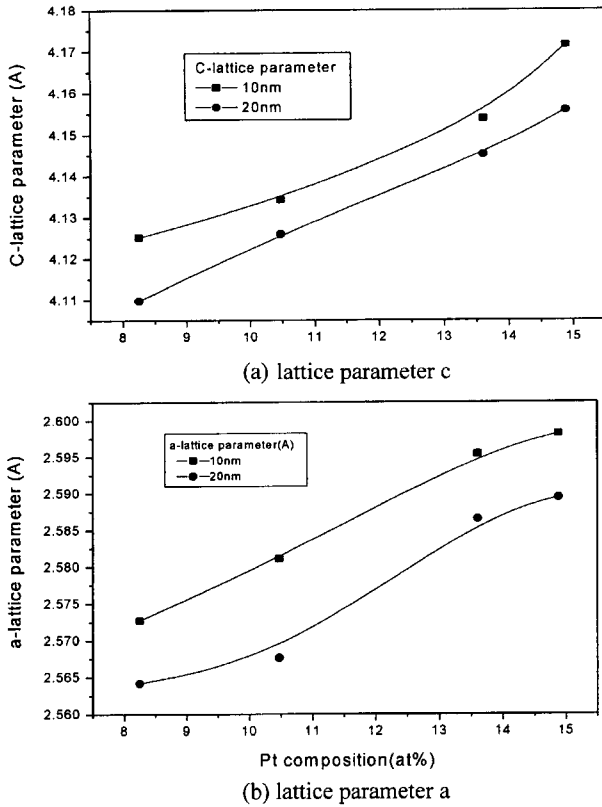 C-lattice parameter (A)
4.18
4.17
4.16
4.15
4.14
4.13
4.12
4.11
C-lattice parameter
10nm
20nm
8 9 10 11 12 13 14 15
(a) lattice parameter c
a-lattice parameter (A)
2.600
2.595
2.590
2.585
2.580
2.575
2.570
2.565
2.560
a-lattice parameter(A)
10nm
20nm
8 9 10 11 12 13 14 15
Pt composition(at%)
(b) lattice parameter a